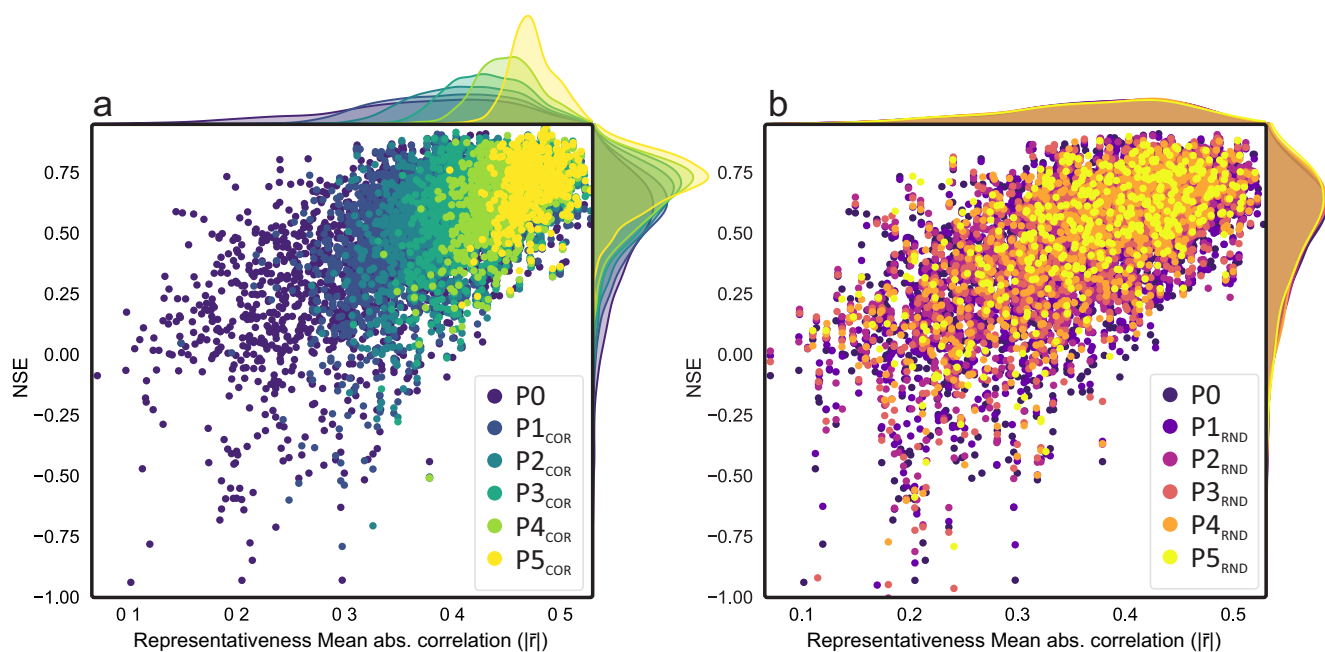 a
b
0.75
0.50
0.25
0.00
−0.25
−0.50
0.75
−1.00
NSE
0 1
0 2
0 3
0 4
0 5
Representativeness Mean abs. correlation (|r̄|)
P0
P1COR
P2COR
P3COR
P4COR
P5COR
0.75
0.50
0.25
0.00
−0.25
−0.50
0.75
−1.00
NSE
0.1
0.2
0.3
0.4
0 5
Representativeness Mean abs. correlation (|r̄|)
P0
P1RND
P2RND
P3RND
P4RND
P5RND